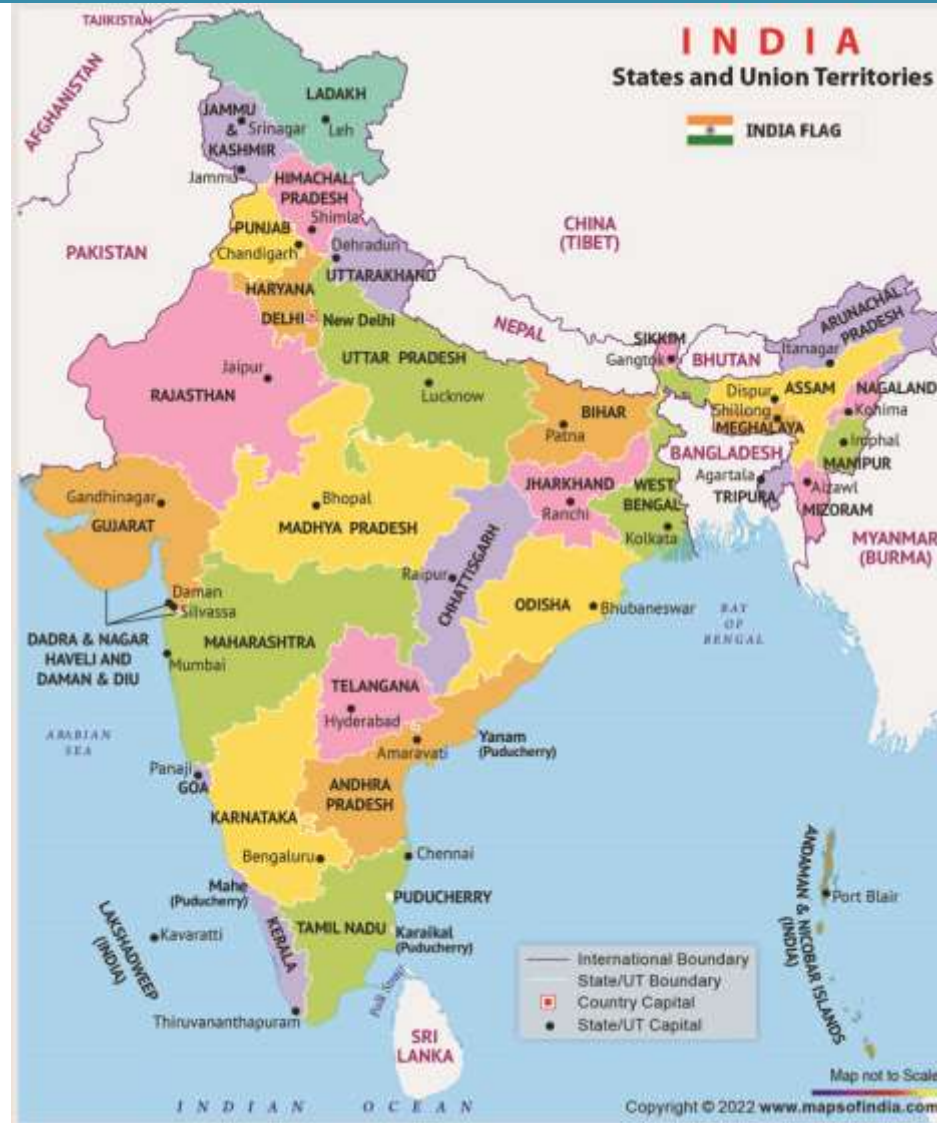 INDIA
States and Union Territories
INDIA FLAG
TAJIKISTAN
AFGHANISTAN
PAKISTAN
CHINA
(TIBET)
NEPAL
BHUTAN
BANGLADESH
MYANMAR
(BURMA)
SRI
LANKA
LADAKH
Leh
JAMMU
&
KASHMIR
Srinagar
Jammu
HIMACHAL
PRADESH
Shimla
PUNJAB
Chandigarh
Dehradun
UTTARAKHAND
HARYANA
DELHI
New Delhi
UTTAR PRADESH
Lucknow
Jaipur
RAJASTHAN
SIKKIM
Gangtok
ARUNACHAL
PRADESH
Itanagar
Dispur
ASSAM
NAGALAND
Kohima
Shillong
MEGHALAYA
Imphal
MANIPUR
Agartala
TRIPURA
Aizawl
MIZORAM
BIHAR
Patna
JHARKHAND
Ranchi
WEST
BENGAL
Kolkata
Gandhinagar
GUJARAT
Bhopal
MADHYA PRADESH
CHHATTISGARH
Raipur
ODISHA
Bhubaneswar
BAY
OF
BENGAL
Daman
Silvassa
DADRA & NAGAR
HAVELI AND
DAMAN & DIU
MAHARASHTRA
Mumbai
TELANGANA
Hyderabad
ARABIAN
SEA
Amaravati
Yanam
(Puducherry)
Panaji
GOA
KARNATAKA
ANDHRA
PRADESH
Bengaluru
Chennai
Mahe
(Puducherry)
PUDUCHERRY
TAMIL NADU
Karaikal
(Puducherry)
KERALA
LAKSHADWEEP
(INDIA)
Kavaratti
Thiruvananthapuram
Palk Strait
ANDAMAN & NICOBAR ISLANDS
(INDIA)
Port Blair
International Boundary
State/UT Boundary
Country Capital
State/UT Capital
INDIAN OCEAN
Map not to Scale
Copyright © 2022 www.mapsofindia.com